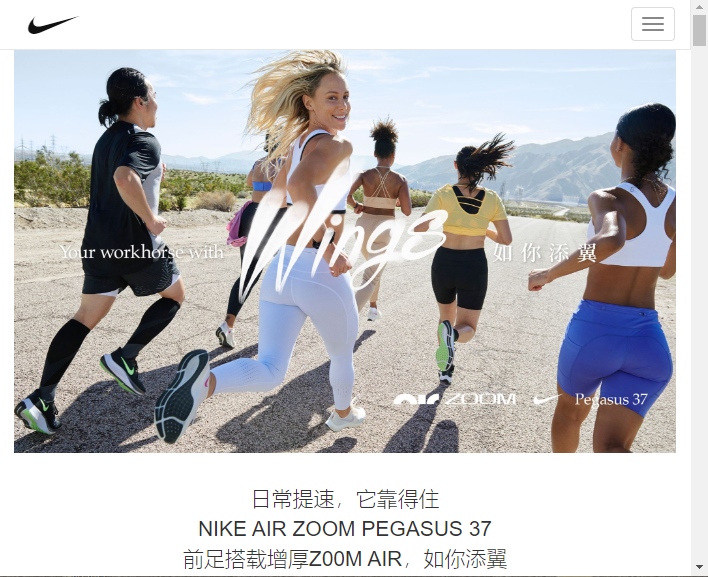 Your workhorse with
Wings
如你添翼
air ZOOM
Pegasus 37
日常提速，它靠得住
NIKE AIR ZOOM PEGASUS 37
前足搭载增厚Z00M AIR，如你添翼